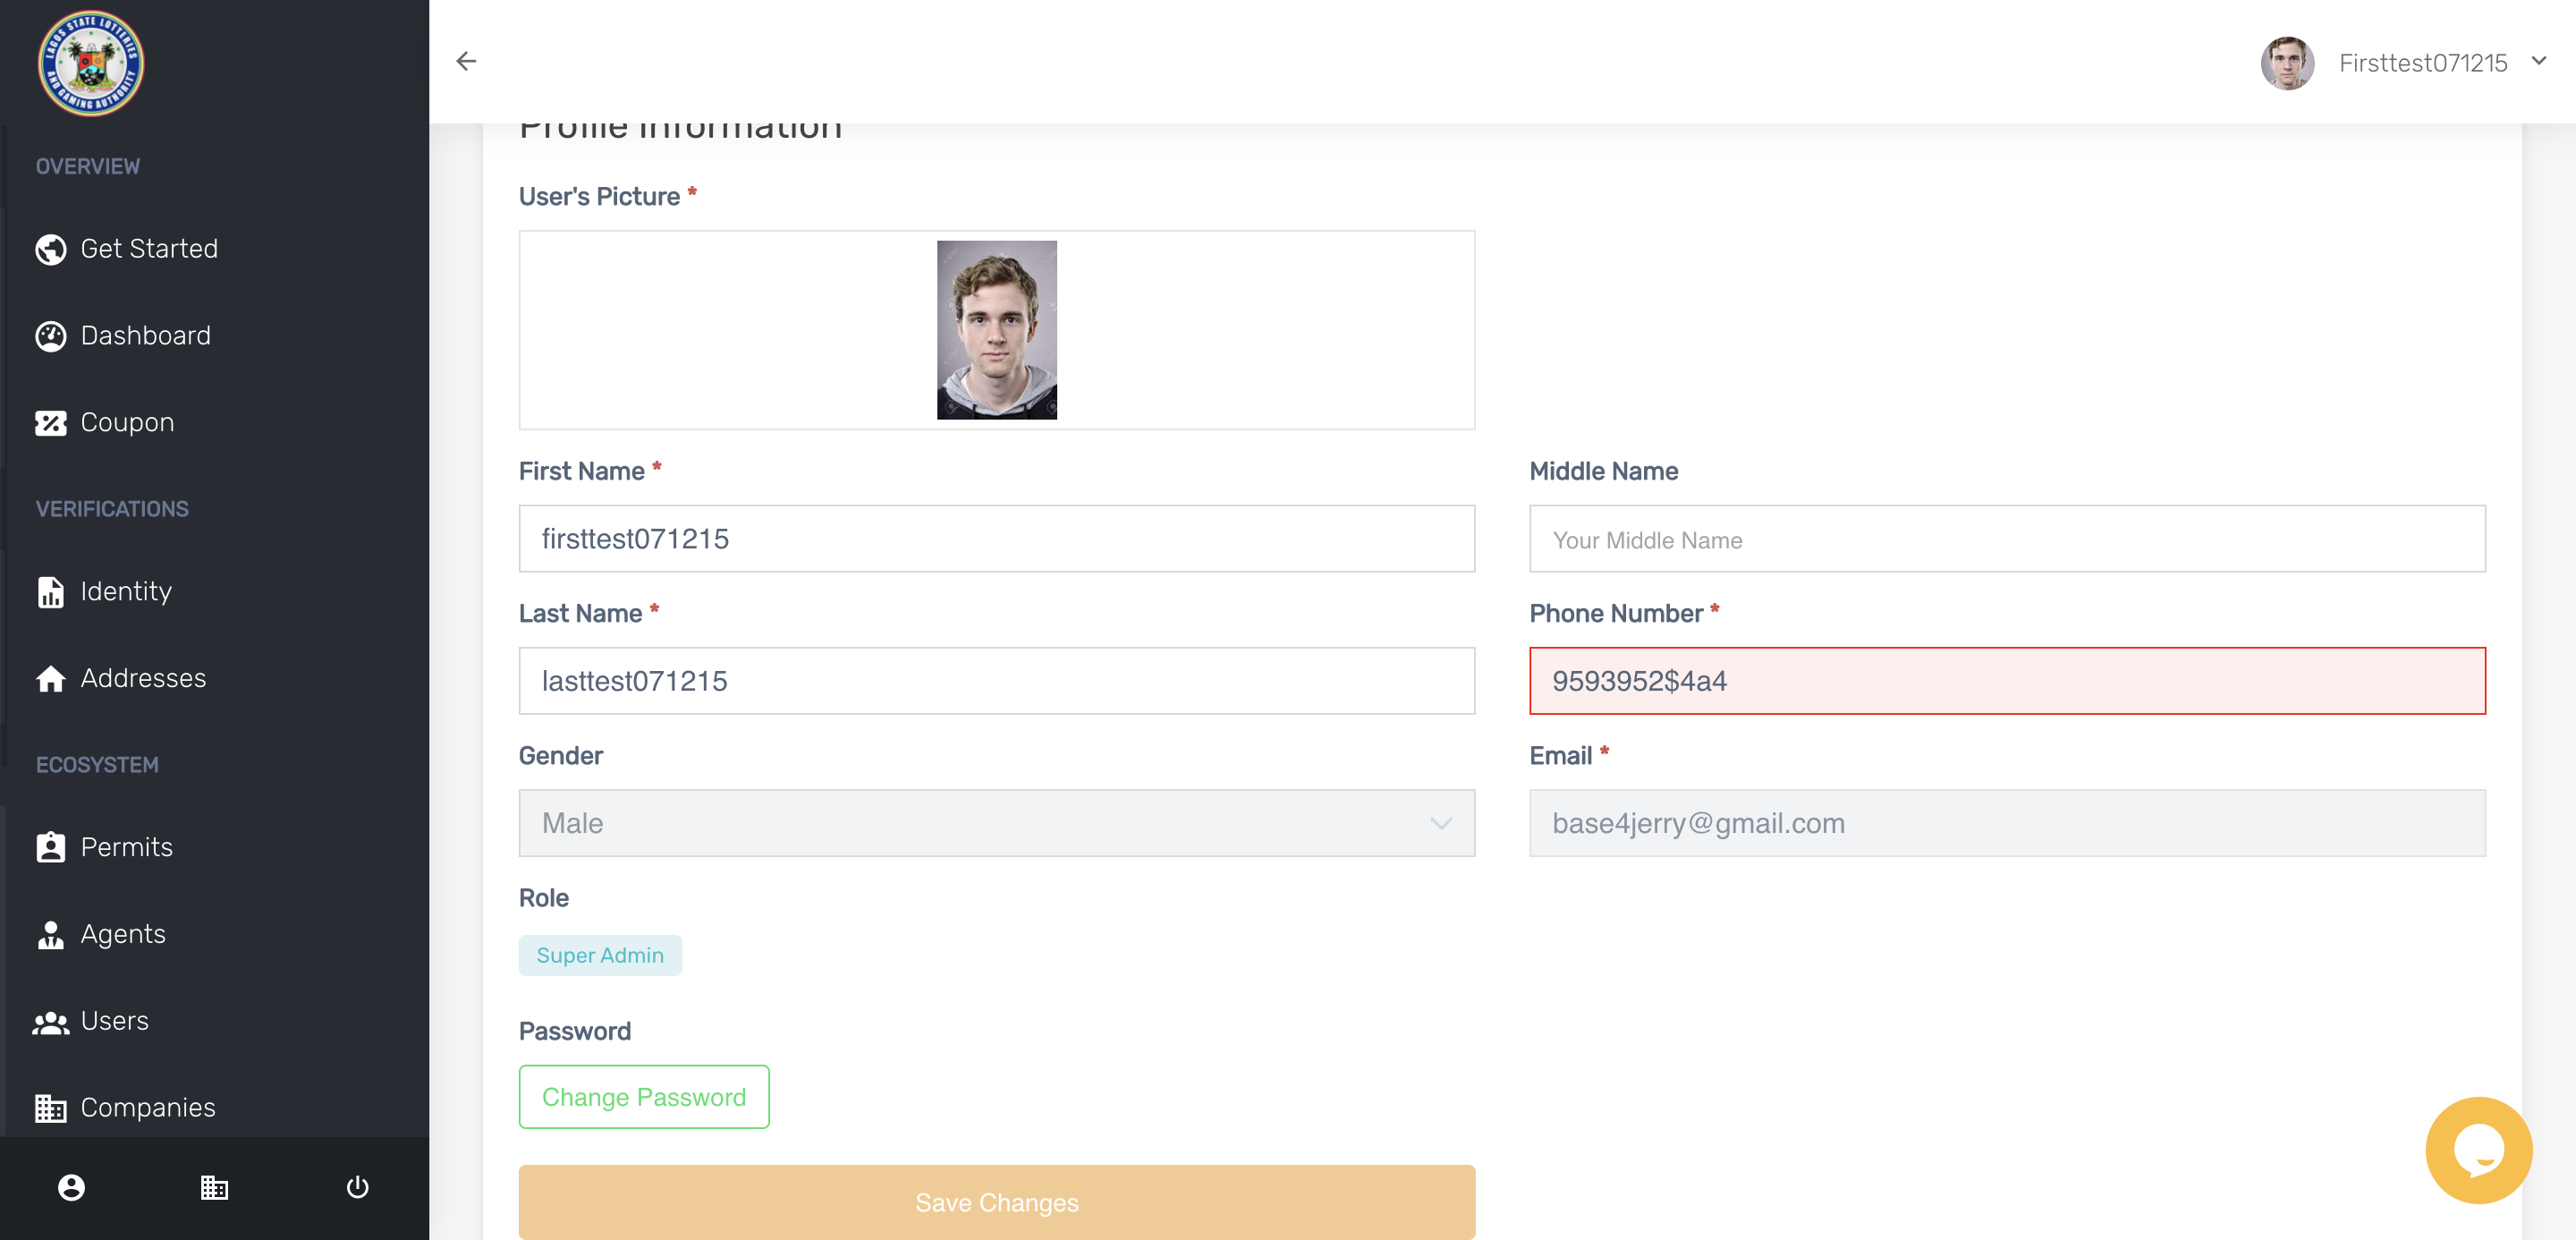 LAGOS STATE LOTTERIES
AND GAMING AUTHORITY
OVERVIEW
Get Started
Dashboard
Coupon
VERIFICATIONS
Identity
Addresses
ECOSYSTEM
Permits
Agents
Users
Companies
Firsttest071215
Profile Information
User's Picture *
First Name *
Middle Name
firsttest071215
Your Middle Name
Last Name *
Phone Number *
lasttest071215
9593952$4a4
Gender
Email *
Male
base4jerry@gmail.com
Role
Super Admin
Password
Change Password
Save Changes